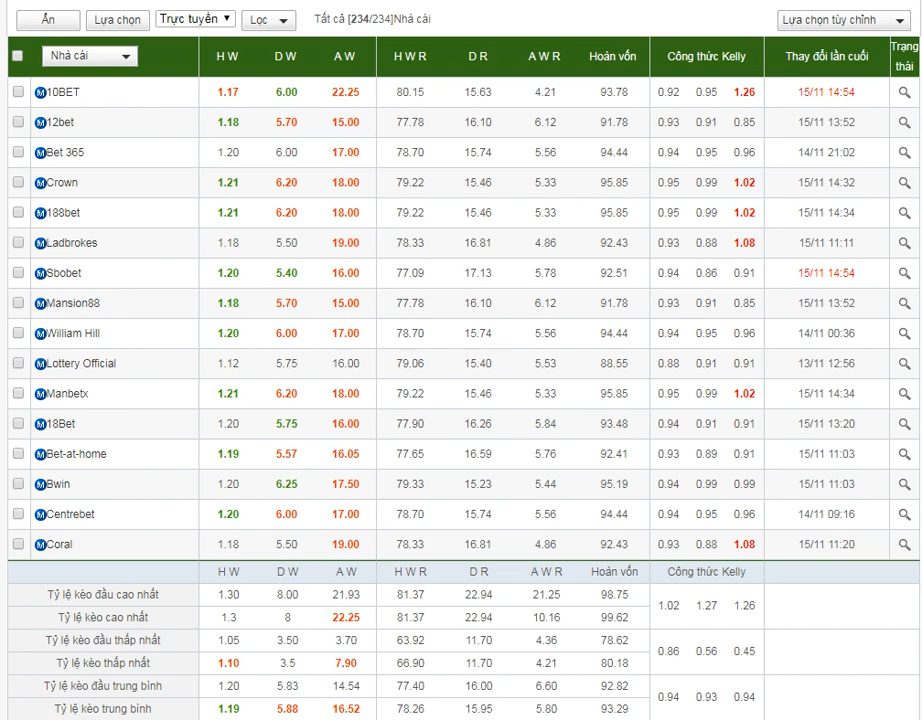 Ẩn Lựa chọn Trực tuyến Lọc Tất cả [234/234]Nhà cái Lựa chọn tùy chỉnh
Nhà cái H W D W A W H W R D R A W R Hoàn vốn Công thức Kelly Thay đổi lần cuối Trạng thái
10BET 1.17 6.00 22.25 80.15 15.63 4.21 93.78 0.92 0.95 1.26 15/11 14:54
12bet 1.18 5.70 15.00 77.78 16.10 6.12 91.78 0.93 0.91 0.85 15/11 13:52
Bet 365 1.20 6.00 17.00 78.70 15.74 5.56 94.44 0.94 0.95 0.96 14/11 21:02
Crown 1.21 6.20 18.00 79.22 15.46 5.33 95.85 0.95 0.99 1.02 15/11 14:32
188bet 1.21 6.20 18.00 79.22 15.46 5.33 95.85 0.95 0.99 1.02 15/11 14:34
Ladbrokes 1.18 5.50 19.00 78.33 16.81 4.86 92.43 0.93 0.88 1.08 15/11 11:11
Sbobet 1.20 5.40 16.00 77.09 17.13 5.78 92.51 0.94 0.86 0.91 15/11 14:54
Mansion88 1.18 5.70 15.00 77.78 16.10 6.12 91.78 0.93 0.91 0.85 15/11 13:52
William Hill 1.20 6.00 17.00 78.70 15.74 5.56 94.44 0.94 0.95 0.96 14/11 00:36
Lottery Official 1.12 5.75 16.00 79.06 15.40 5.53 88.55 0.88 0.91 0.91 13/11 12:56
Manbetx 1.21 6.20 18.00 79.22 15.46 5.33 95.85 0.95 0.99 1.02 15/11 14:34
18Bet 1.20 5.75 16.00 77.90 16.26 5.84 93.48 0.94 0.91 0.91 15/11 13:20
Bet-at-home 1.19 5.57 16.05 77.65 16.59 5.76 92.41 0.93 0.89 0.91 15/11 11:03
Bwin 1.20 6.25 17.50 79.33 15.23 5.44 95.19 0.94 0.99 0.99 15/11 11:03
Centrebet 1.20 6.00 17.00 78.70 15.74 5.56 94.44 0.94 0.95 0.96 14/11 09:16
Coral 1.18 5.50 19.00 78.33 16.81 4.86 92.43 0.93 0.88 1.08 15/11 11:20
H W D W A W H W R D R A W R Hoàn vốn Công thức Kelly
Tỷ lệ kèo đầu cao nhất 1.30 8.00 21.93 81.37 22.94 21.25 98.75
1.02 1.27 1.26
Tỷ lệ kèo cao nhất 1.3 8 22.25 81.37 22.94 10.16 99.62
Tỷ lệ kèo đầu thấp nhất 1.05 3.50 3.70 63.92 11.70 4.36 78.62
0.86 0.56 0.45
Tỷ lệ kèo thấp nhất 1.10 3.5 7.90 66.90 11.70 4.21 80.18
Tỷ lệ kèo đầu trung bình 1.20 5.83 14.54 77.40 16.00 6.60 92.82
0.94 0.93 0.94
Tỷ lệ kèo trung bình 1.19 5.88 16.52 78.26 15.95 5.80 93.29